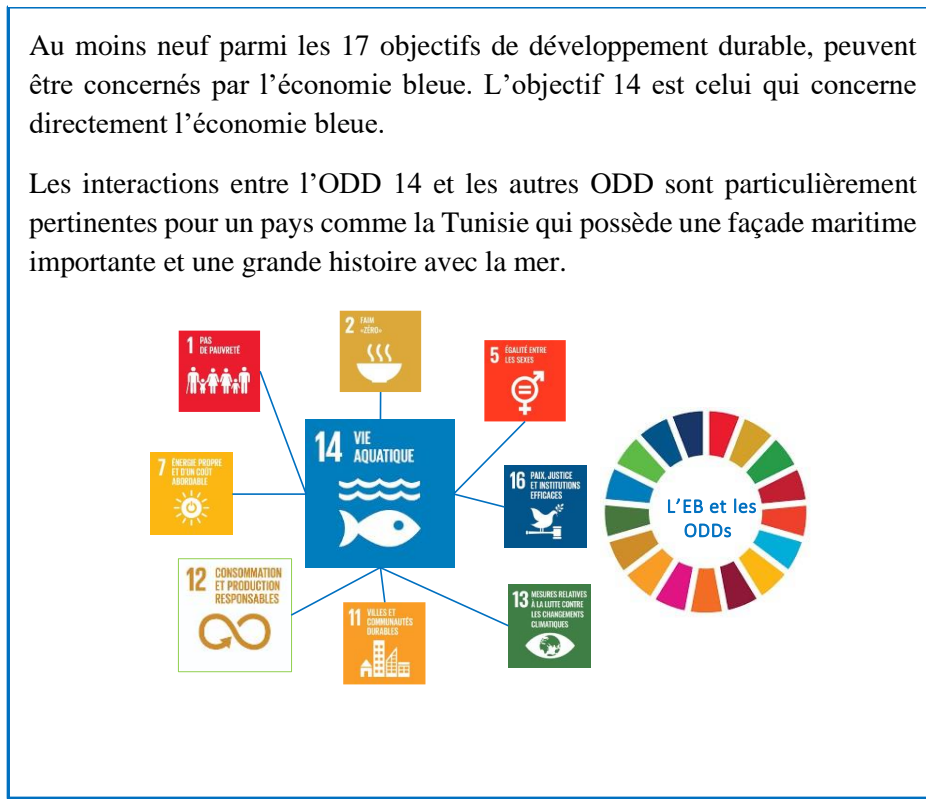 Au moins neuf parmi les 17 objectifs de développement durable, peuvent
être concernés par l'économie bleue. L'objectif 14 est celui qui concerne
directement l'économie bleue.
Les interactions entre l'ODD 14 et les autres ODD sont particulièrement
pertinentes pour un pays comme la Tunisie qui possède une façade maritime
importante et une grande histoire avec la mer.
1 PAS
DE PAUVRETÉ
2 FAIM
«ZÉRO»
5 ÉGALITÉ ENTRE
LES SEXES
14 VIE
AQUATIQUE
7 ÉNERGIE PROPRE
ET D'UN COÛT
ABORDABLE
16 PAIX, JUSTICE
ET INSTITUTIONS
EFFICACES
L'EB et les
ODDs
12 CONSOMMATION
ET PRODUCTION
RESPONSABLES
11 VILLES ET
COMMUNAUTÉS
DURABLES
13 MESURES RELATIVES
À LA LUTTE CONTRE
LES CHANGEMENTS
CLIMATIQUES